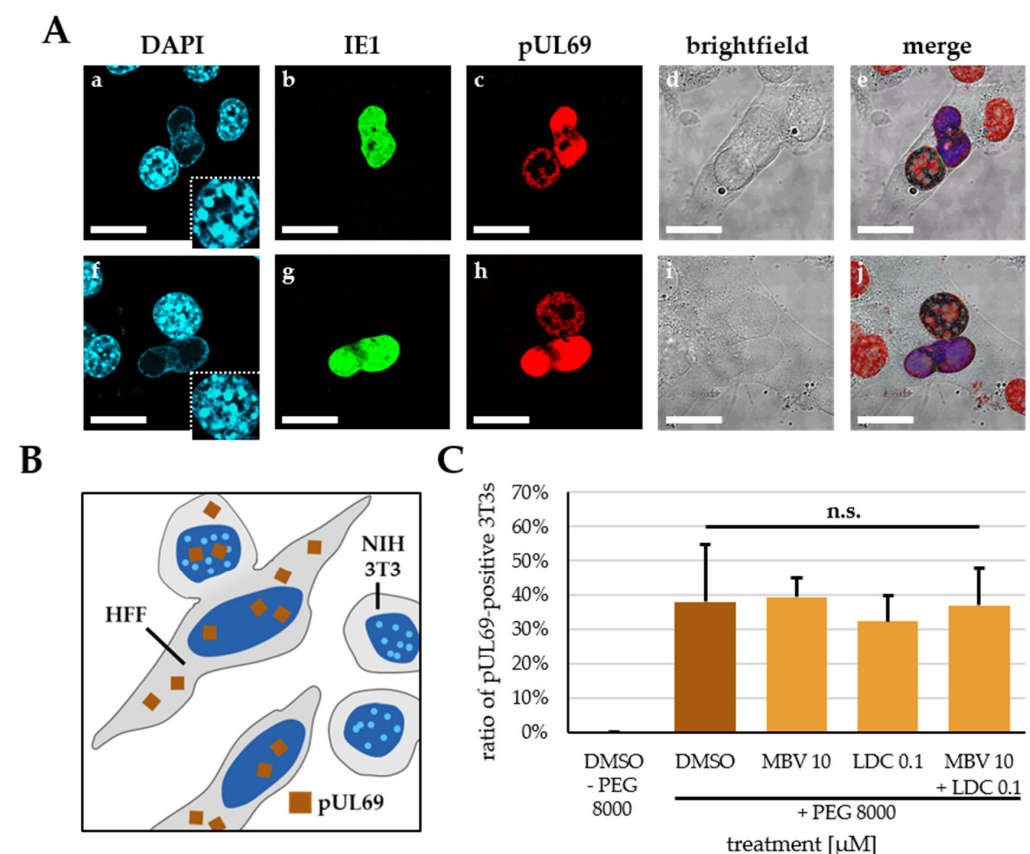 A
DAPI IE1 pUL69 brightfield merge
a b c d e
f g h i j
B
NIH
3T3
HFF
pUL69
C
ratio of pUL69-positive 3T3s
70%
60%
50%
40%
30%
20%
10%
0%
n.s.
DMSO
- PEG
8000
DMSO
MBV 10
LDC 0.1
MBV 10
+ LDC 0.1
+ PEG 8000
treatment [μM]